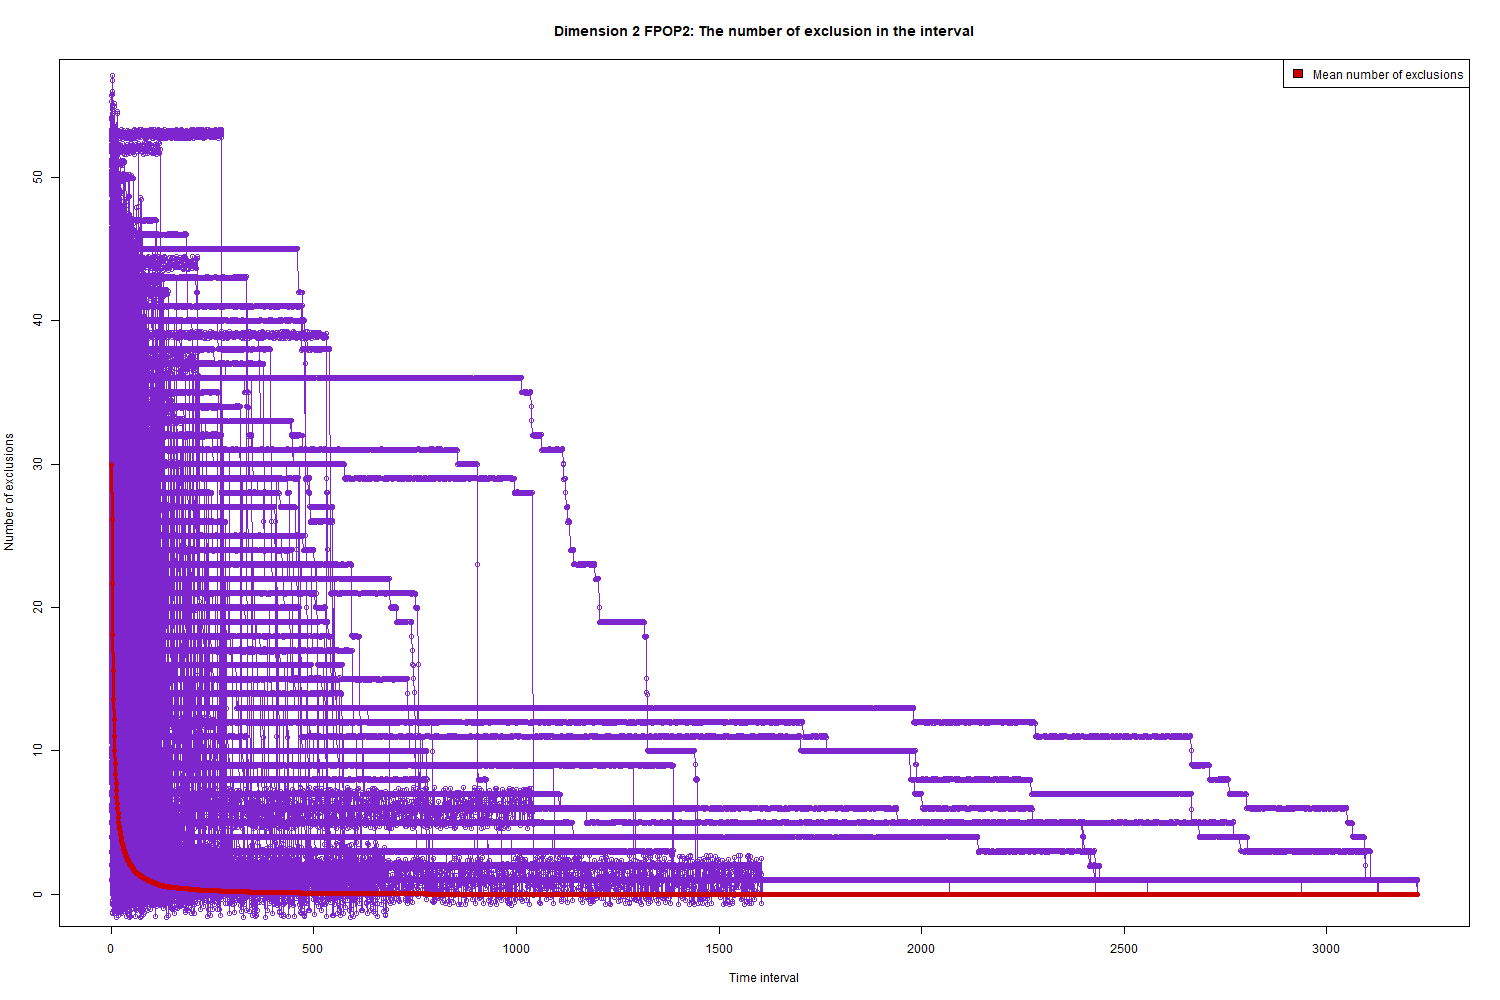 Dimension 2 FPOP2: The number of exclusion in the interval
Mean number of exclusions
Number of exclusions
50
40
30
20
10
0
0 500 1000 1500 2000 2500 3000
Time interval